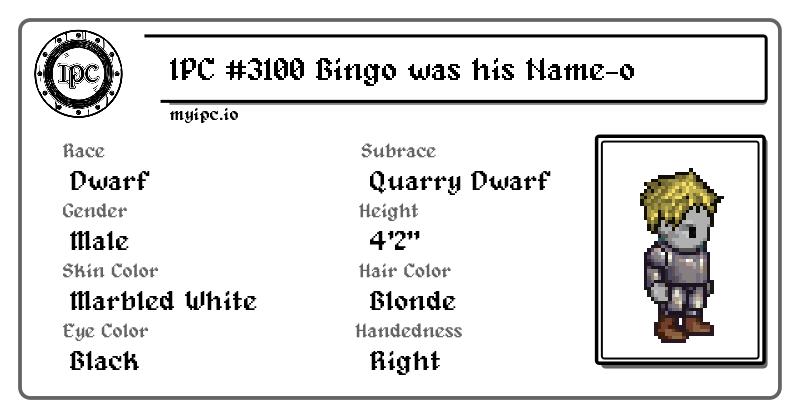 IPC
IPC #3100 Bingo was his Name-o
myipc.io
Race
Dwarf
Subrace
Quarry Dwarf
Gender
Male
Height
4'2"
Skin Color
Marbled White
Hair Color
Blonde
Eye Color
Black
Handedness
Right